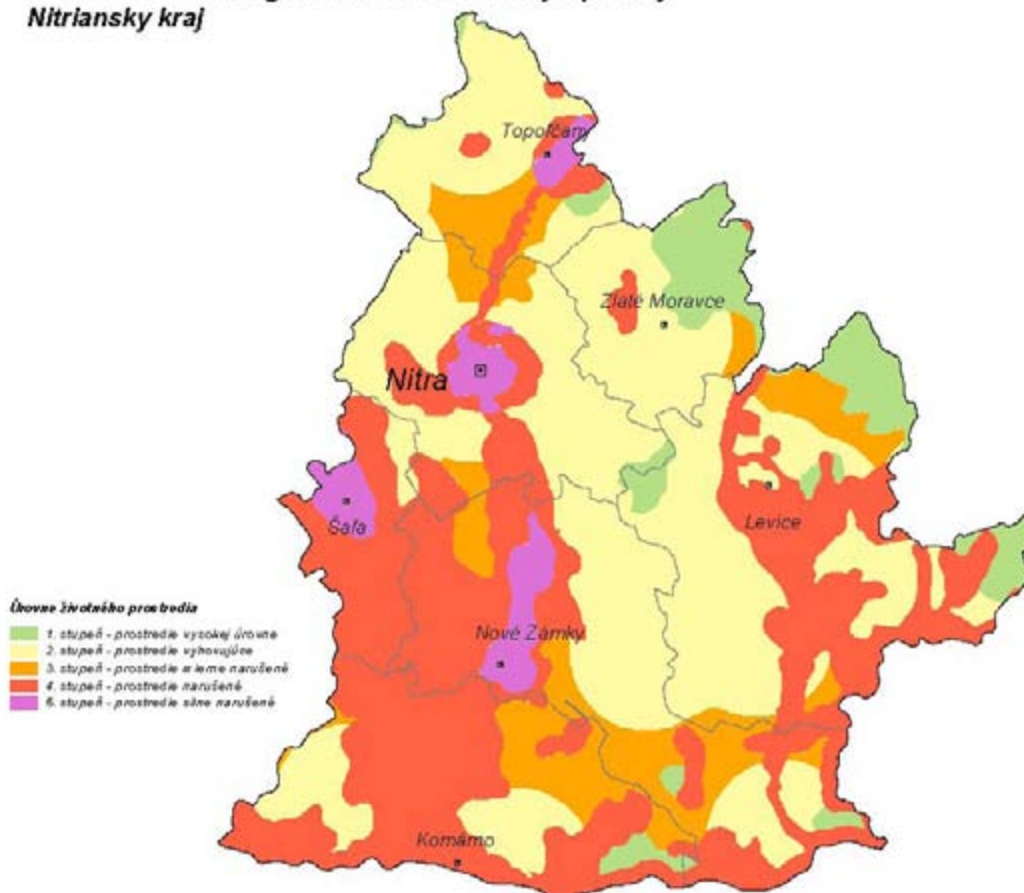 Nitriansky kraj
Topoľčany
Zlaté Moravce
Nitra
Šaľa
Levice
Nové Zámky
Komárno
Úrovne životného prostredia
1. stupeň - prostredie vysokej úrovne
2. stupeň - prostredie vyhovujúce
3. stupeň - prostredie mierne narušené
4. stupeň - prostredie narušené
5. stupeň - prostredie silne narušené